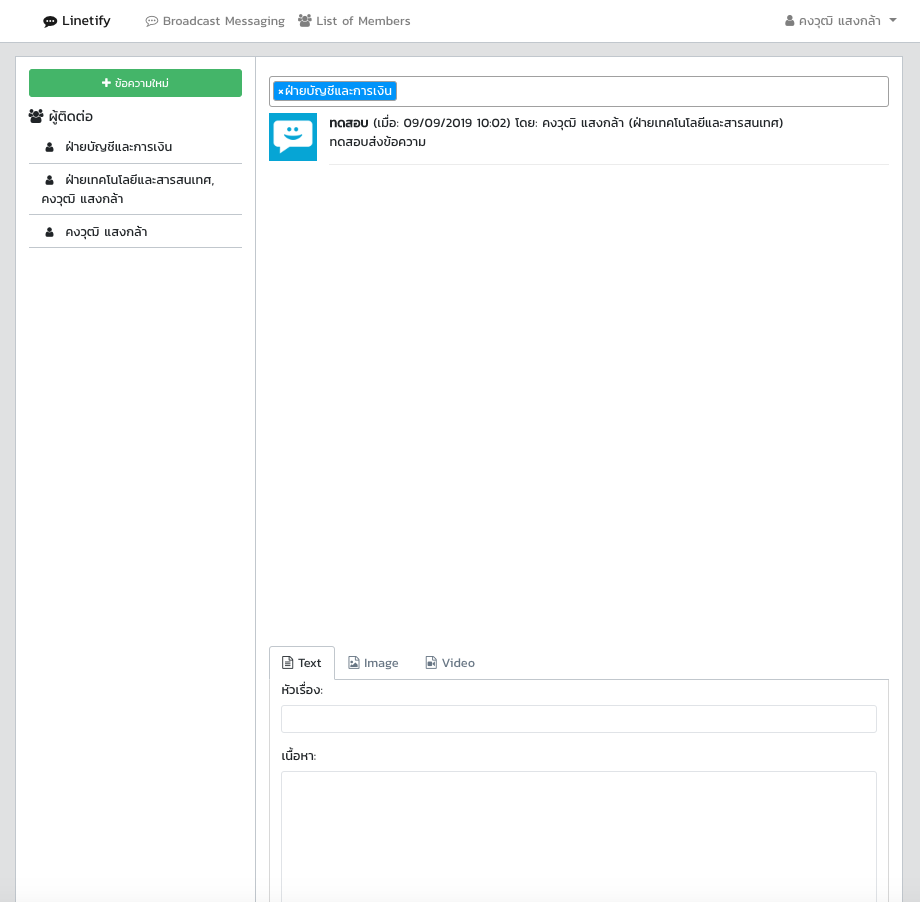 Linetify
Broadcast Messaging
List of Members
คงวุฒิ แสงกล้า
ข้อความใหม่
ผู้ติดต่อ
ฝ่ายบัญชีและการเงิน
ฝ่ายเทคโนโลยีและสารสนเทศ,
คงวุฒิ แสงกล้า
คงวุฒิ แสงกล้า
×ฝ่ายบัญชีและการเงิน
ทดสอบ (เมื่อ: 09/09/2019 10:02) โดย: คงวุฒิ แสงกล้า (ฝ่ายเทคโนโลยีและสารสนเทศ)
ทดสอบส่งข้อความ
Text
Image
Video
หัวเรื่อง:
เนื้อหา: